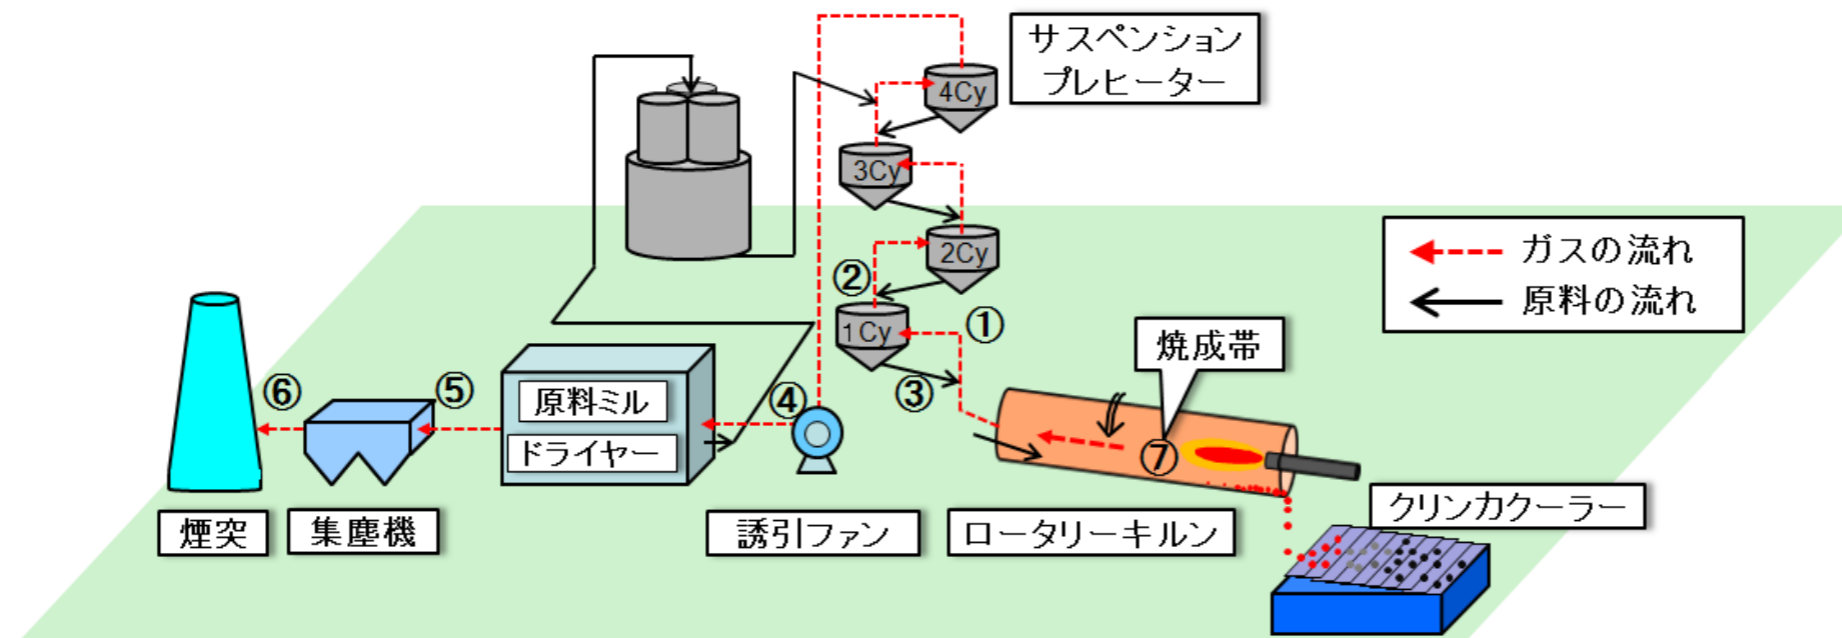 サスペンション
プレヒーター
4Cy
3Cy
2Cy
②
1Cy
①
③
焼成帯
⑦
ガスの流れ
原料の流れ
⑥
⑤
④
原料ミル
ドライヤー
煙突
集塵機
誘引ファン
ロータリーキルン
クリンカクーラー